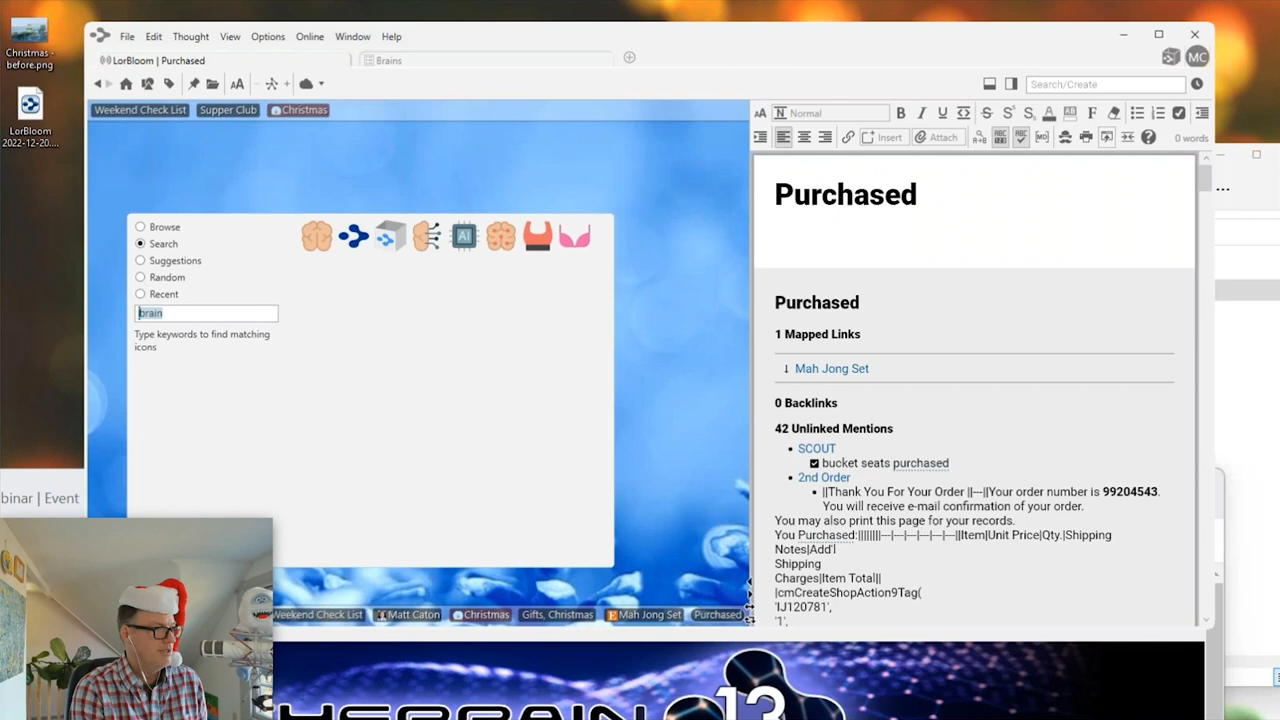 Christmas -
before.png
LorBloom
2022-12-20....
File Edit Thought View Options Online Window Help
LorBloom | Purchased
Brains
MC
Search/Create
Weekend Check List Supper Club Christmas
Normal
Insert Attach 0 words
Browse
Search
Suggestions
Random
Recent
brain
Type keywords to find matching
icons
AI
Purchased
Purchased
1 Mapped Links
↓ Mah Jong Set
0 Backlinks
42 Unlinked Mentions
• SCOUT
bucket seats purchased
• 2nd Order
• ||Thank You For Your Order ||---||Your order number is 99204543.
You will receive e-mail confirmation of your order.
You may also print this page for your records.
You Purchased:||||||||---|---|---|---|---|---||Item|Unit Price|Qty.|Shipping
Notes|Add'l
Shipping
Charges|Item Total||
|cmCreateShopAction9Tag(
'IJ120781',
'1',
binar | Event
eekend Check List Matt Caton Christmas Gifts, Christmas Mah Jong Set Purchased
HEBRAIN 13